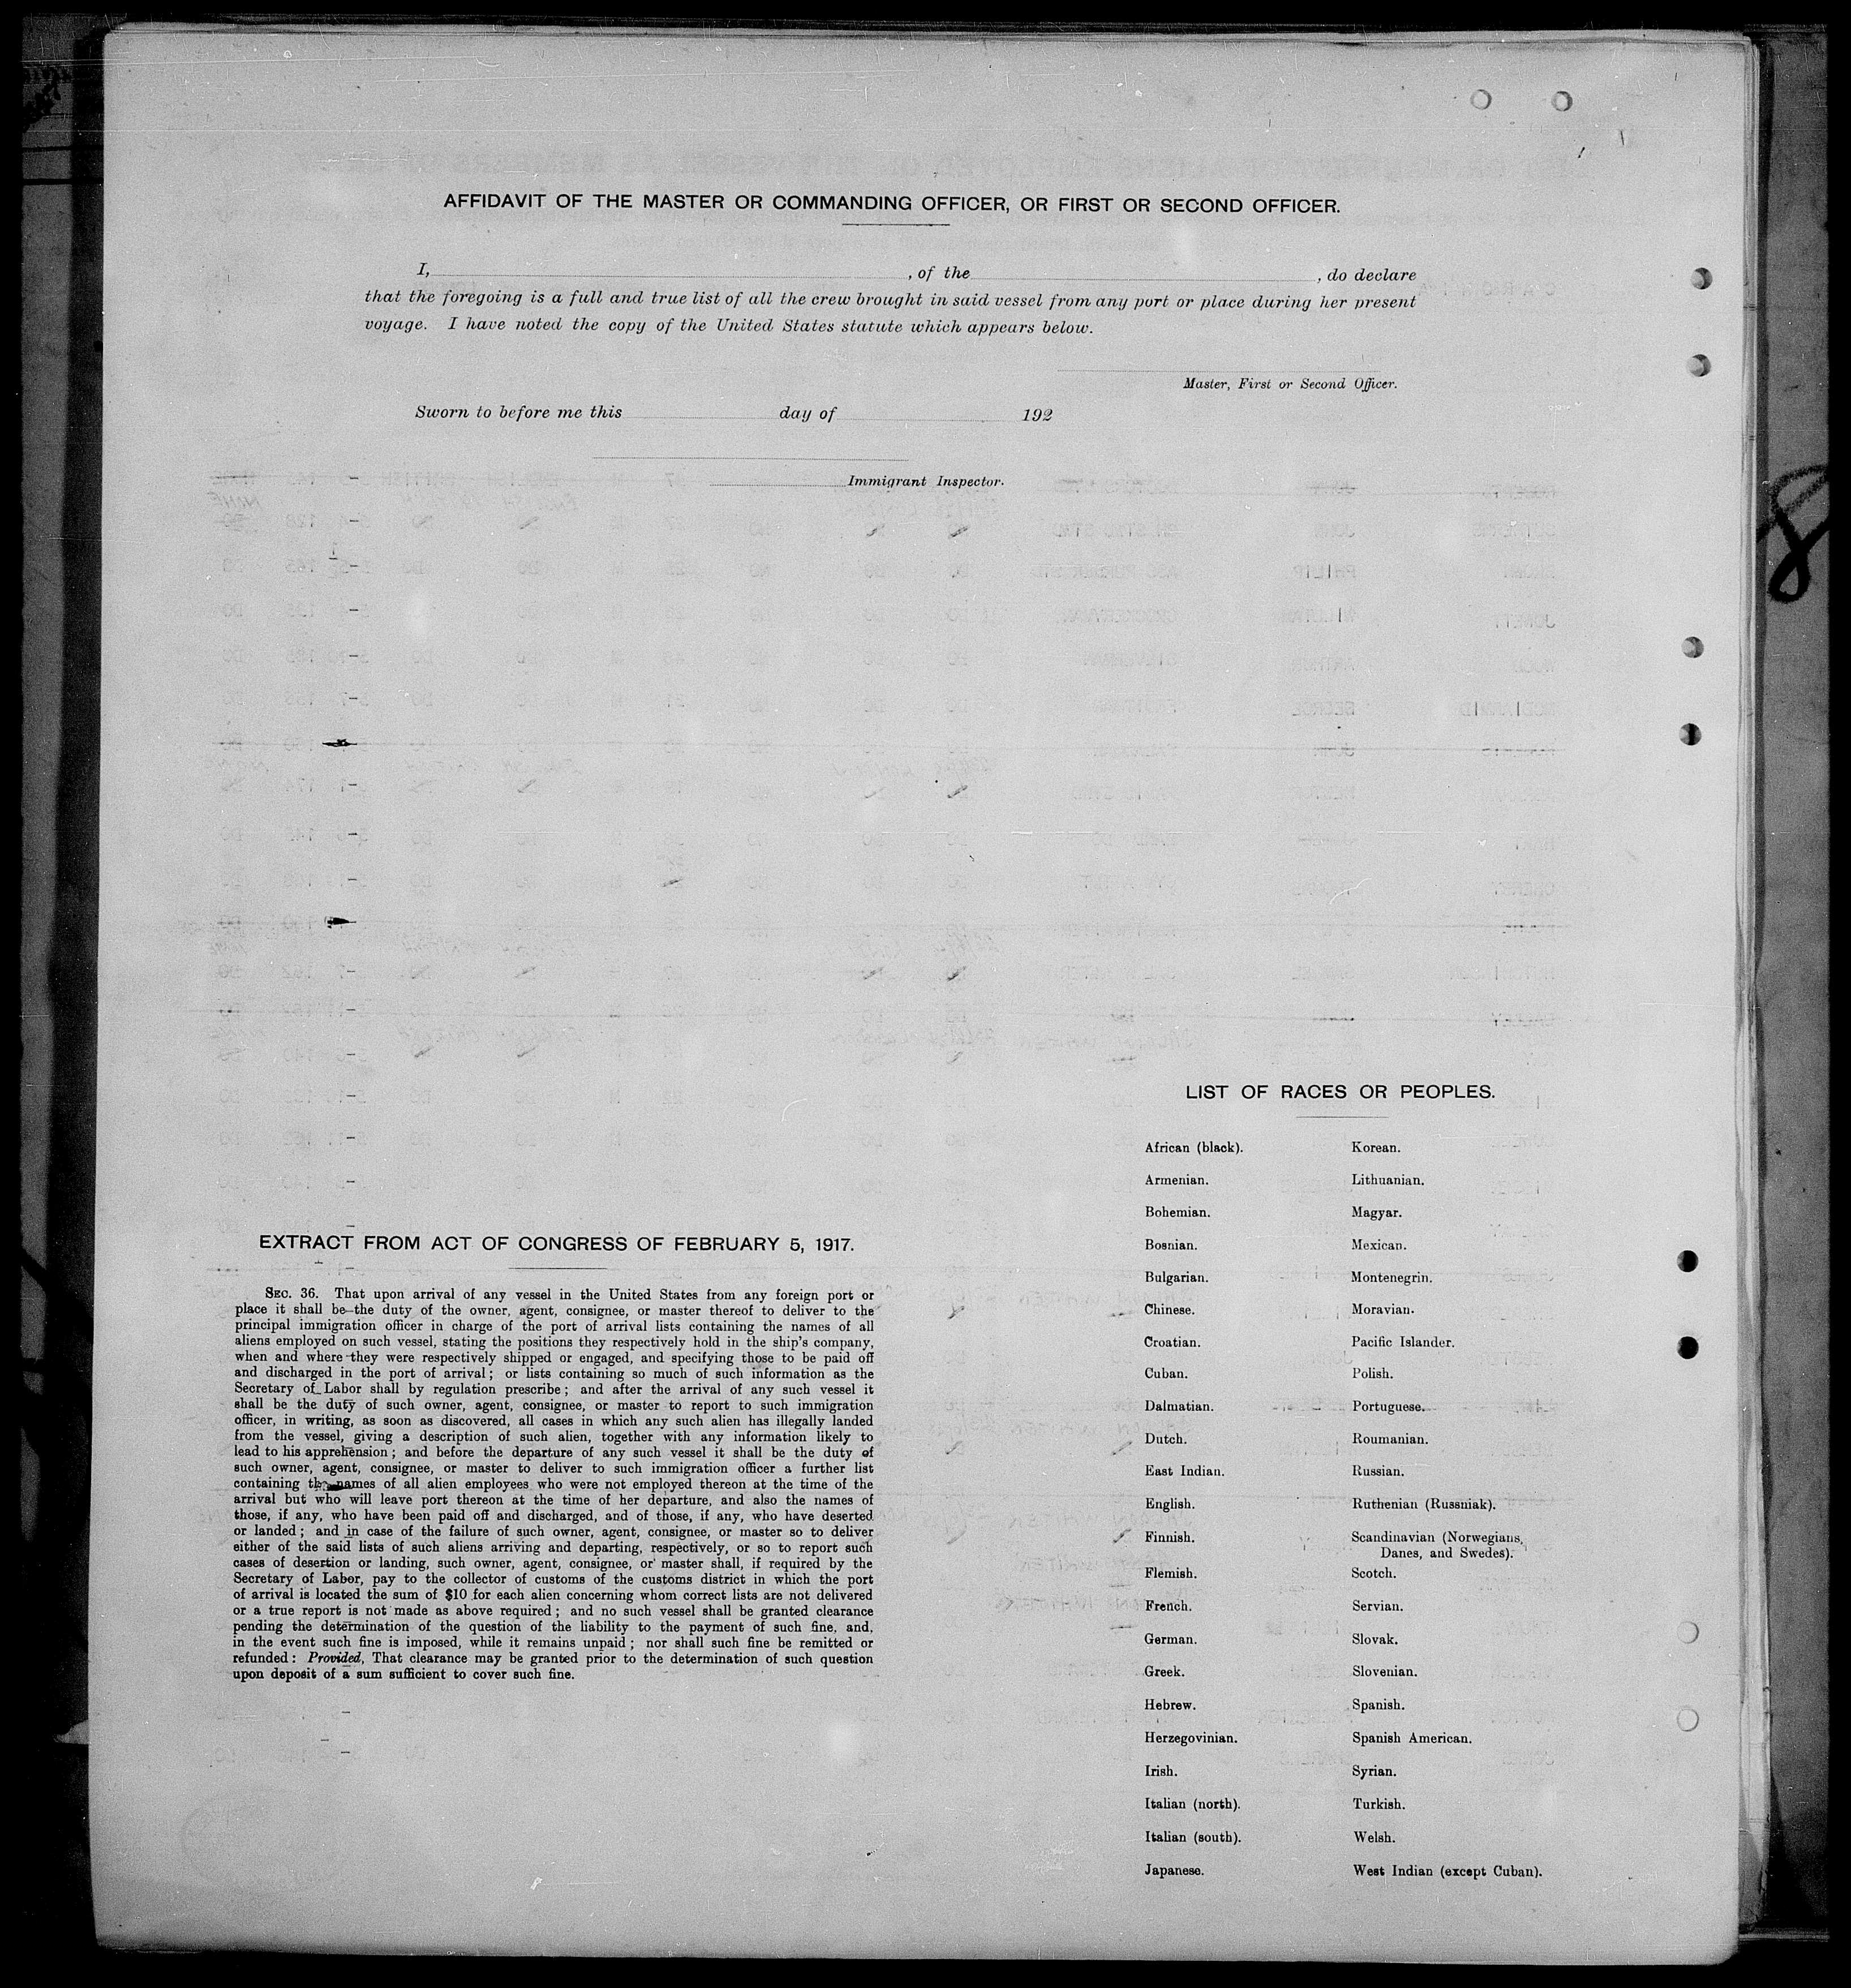 AFFIDAVIT OF THE MASTER OR COMMANDING OFFICER, OR FIRST OR SECOND OFFICER.
I, , of the , do declare
that the foregoing is a full and true list of all the crew brought in said vessel from any port or place during her present
voyage. I have noted the copy of the United States statute which appears below.
Master, First or Second Officer.
Sworn to before me this day of 192
Immigrant Inspector.
8
EXTRACT FROM ACT OF CONGRESS OF FEBRUARY 5, 1917.
SEC. 36. That upon arrival of any vessel in the United States from any foreign port or
place it shall be the duty of the owner, agent, consignee, or master thereof to deliver to the
principal immigration officer in charge of the port of arrival lists containing the names of all
aliens employed on such vessel, stating the positions they respectively hold in the ship's company,
when and where they were respectively shipped or engaged, and specifying those to be paid off
and discharged in the port of arrival; or lists containing so much of such information as the
Secretary of Labor shall by regulation prescribe; and after the arrival of any such vessel it
shall be the duty of such owner, agent, consignee, or master to report to such immigration
officer, in writing, as soon as discovered, all cases in which any such alien has illegally landed
from the vessel, giving a description of such alien, together with any information likely to
lead to his apprehension; and before the departure of any such vessel it shall be the duty of
such owner, agent, consignee, or master to deliver to such immigration officer a further list
containing the names of all alien employees who were not employed thereon at the time of the
arrival but who will leave port thereon at the time of her departure, and also the names of
those, if any, who have been paid off and discharged, and of those, if any, who have deserted
or landed; and in case of the failure of such owner, agent, consignee, or master so to deliver
either of the said lists of such aliens arriving and departing, respectively, or so to report such
cases of desertion or landing, such owner, agent, consignee, or master shall, if required by the
Secretary of Labor, pay to the collector of customs of the customs district in which the port
of arrival is located the sum of $10 for each alien concerning whom correct lists are not delivered
or a true report is not made as above required; and no such vessel shall be granted clearance
pending the determination of the question of the liability to the payment of such fine, and,
in the event such fine is imposed, while it remains unpaid; nor shall such fine be remitted or
refunded: Provided, That clearance may be granted prior to the determination of such question
upon deposit of a sum sufficient to cover such fine.
LIST OF RACES OR PEOPLES.
African (black).
Armenian.
Bohemian.
Bosnian.
Bulgarian.
Chinese.
Croatian.
Cuban.
Dalmatian.
Dutch.
East Indian.
English.
Finnish.
Flemish.
French.
German.
Greek.
Hebrew.
Herzegovinian.
Irish.
Italian (north).
Italian (south).
Japanese.
Korean.
Lithuanian.
Magyar.
Mexican.
Montenegrin.
Moravian.
Pacific Islander.
Polish.
Portuguese.
Roumanian.
Russian.
Ruthenian (Russniak).
Scandinavian (Norwegians,
Danes, and Swedes).
Scotch.
Servian.
Slovak.
Slovenian.
Spanish.
Spanish American.
Syrian.
Turkish.
Welsh.
West Indian (except Cuban).